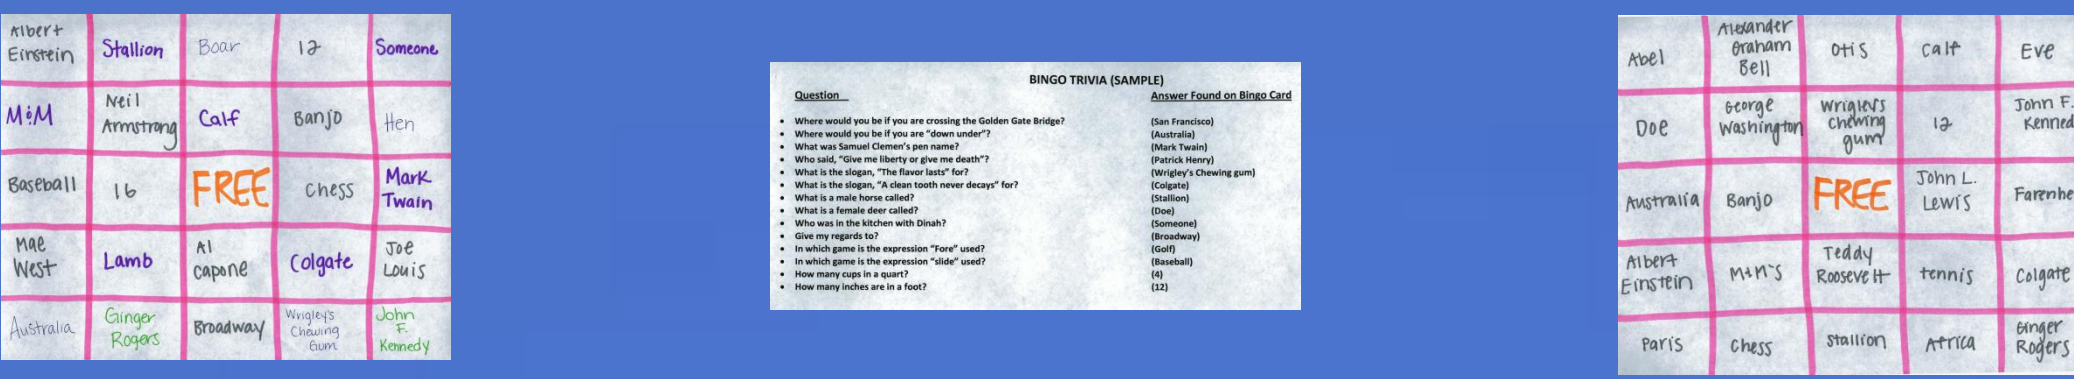 Albert
Einstein
Stallion
Boar
12
Someone
M&M
Neil
Armstrong
Calf
Banjo
Hen
Baseball
16
FREE
Chess
Mark
Twain
Mae
West
Lamb
Al
Capone
Colgate
Joe
Louis
Australia
Ginger
Rogers
Broadway
Wrigley's
Chewing
Gum
John
F.
Kennedy
BINGO TRIVIA (SAMPLE)
Question Answer Found on Bingo Card
• Where would you be if you are crossing the Golden Gate Bridge? (San Francisco)
• Where would you be if you are "down under"? (Australia)
• What was Samuel Clemen's pen name? (Mark Twain)
• Who said, "Give me liberty or give me death"? (Patrick Henry)
• What is the slogan, "The flavor lasts" for? (Wrigley's Chewing gum)
• What is the slogan, "A clean tooth never decays" for? (Colgate)
• What is a male horse called? (Stallion)
• What is a female deer called? (Doe)
• Who was in the kitchen with Dinah? (Someone)
• Give my regards to? (Broadway)
• In which game is the expression "Fore" used? (Golf)
• In which game is the expression "slide" used? (Baseball)
• How many cups in a quart? (4)
• How many inches are in a foot? (12)
Abel
Alexander
Graham
Bell
Otis
Calf
Eve
Doe
George
Washington
Wrigley's
Chewing
gum
12
John F.
Kenned
Australia
Banjo
FREE
John L.
Lewis
Farenhe
Albert
Einstein
M+M's
Teddy
Roosevelt
tennis
Colgate
Paris
Chess
Stallion
Africa
Ginger
Rogers